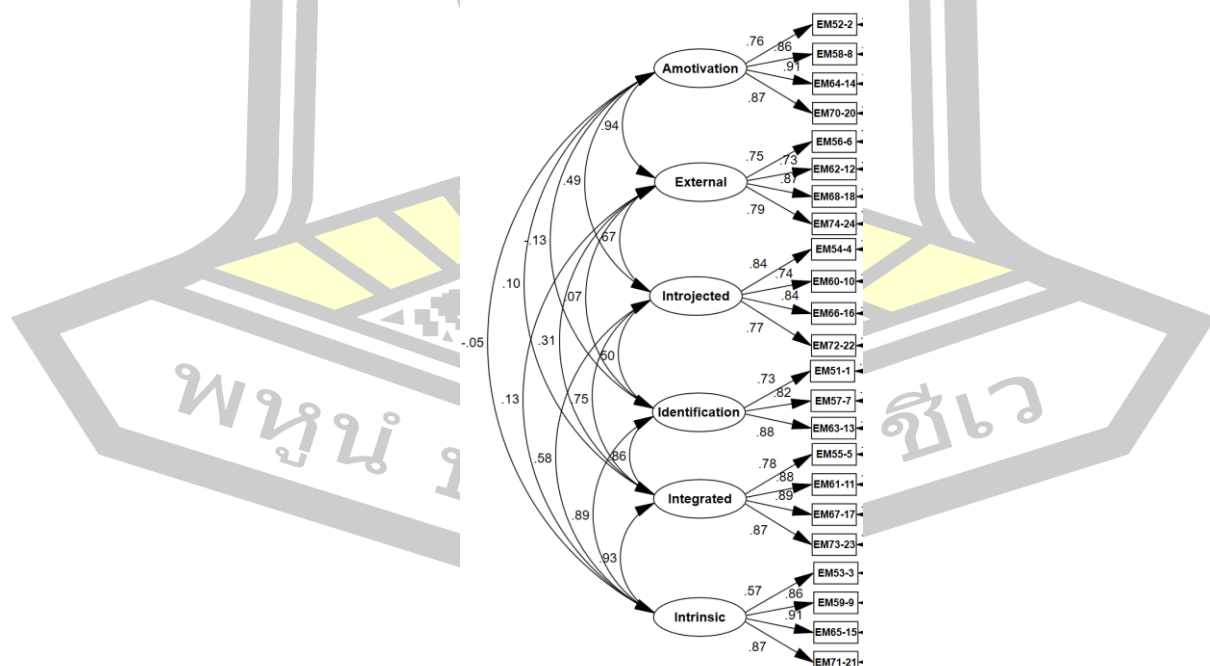 EM52-2
.76
.86
EM58-8
Amotivation
.91
EM64-14
.87
EM70-20
.94
EM56-6
.75
.73
EM62-12
External
.87
EM68-18
.49
.79
EM74-24
.67
-.13
EM54-4
.84
.74
EM60-10
.10
.07
Introjected
.84
EM66-16
.77
EM72-22
-.05
.31
.50
EM51-1
.73
.82
EM57-7
.13
.75
Identification
.88
EM63-13
พหูนํ
ชีเว
.58
.86
EM55-5
.78
.88
EM61-11
Integrated
.89
EM67-17
.89
.87
EM73-23
.93
EM53-3
.57
.86
EM59-9
Intrinsic
.91
EM65-15
.87
EM71-21